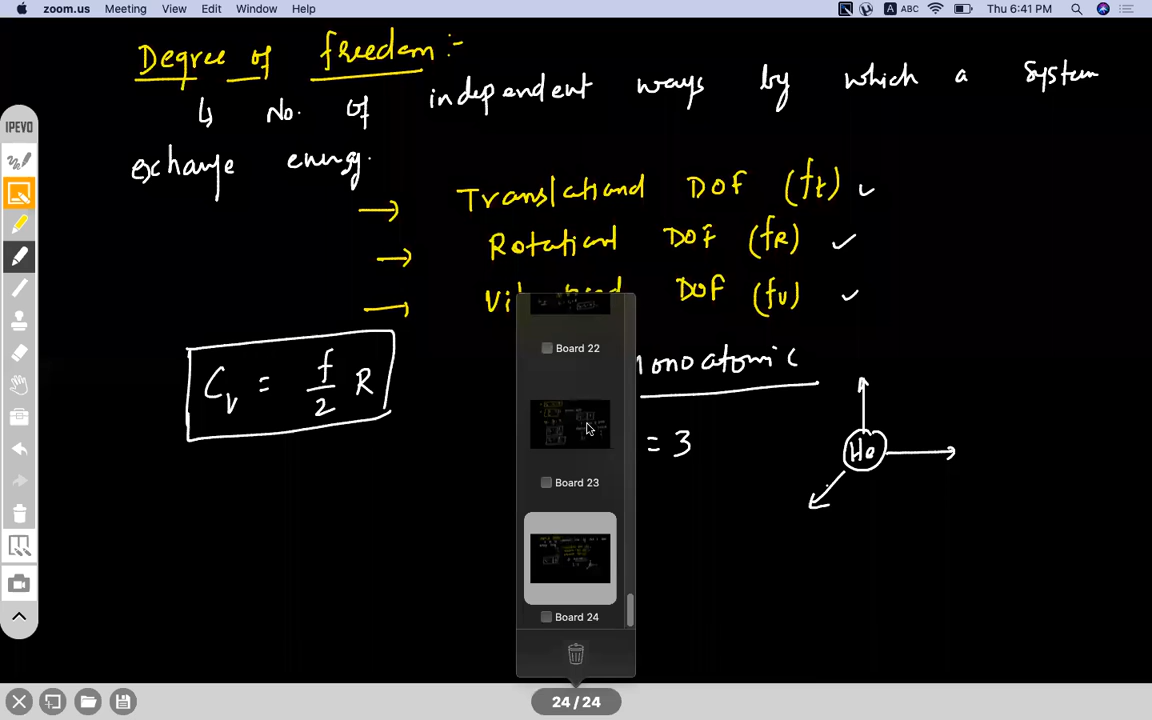 zoom.us Meeting View Edit Window Help ABC Thu 6:41 PM
Degree of freedom :-
↳ No. of independent ways by which a system
exchange energy.
IPEVO
→ Translational DOF (ft) ✓
→ Rotational DOF (fR) ✓
→ DOF (fv) ✓
Cv = f/2 R
monoatomic
= 3
He
Board 22
Board 23
Board 24
24 / 24